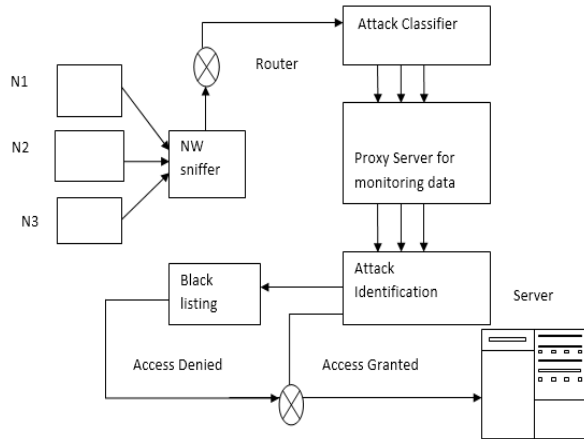 Attack Classifier
Router
N1
N2
N3
NW
sniffer
Proxy Server for
monitoring data
Attack
Identification
Black
listing
Server
Access Denied
Access Granted